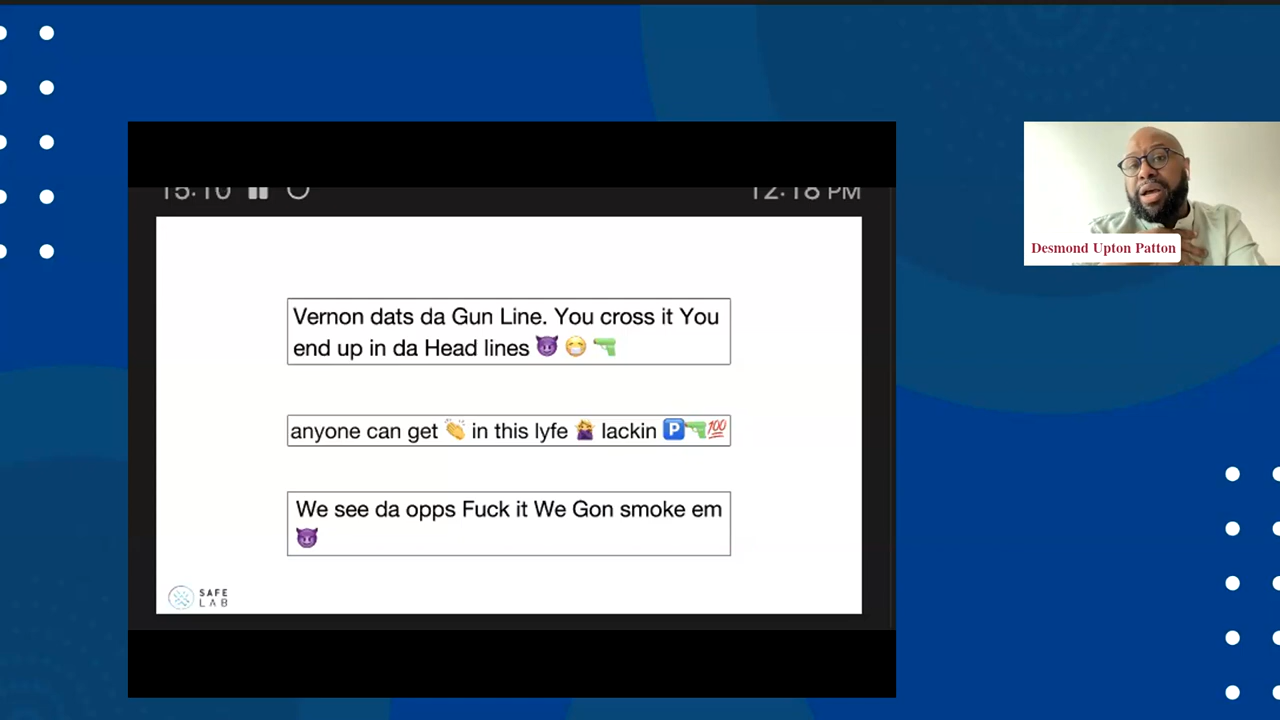 15:10 12:18 PM
Vernon dats da Gun Line. You cross it You
end up in da Head lines 😈 😷 🔫
anyone can get 👏 in this lyfe 🤷‍♀️ lackin 🅿️🔫💯
We see da opps Fuck it We Gon smoke em
😈
SAFE
LAB
Desmond Upton Patton